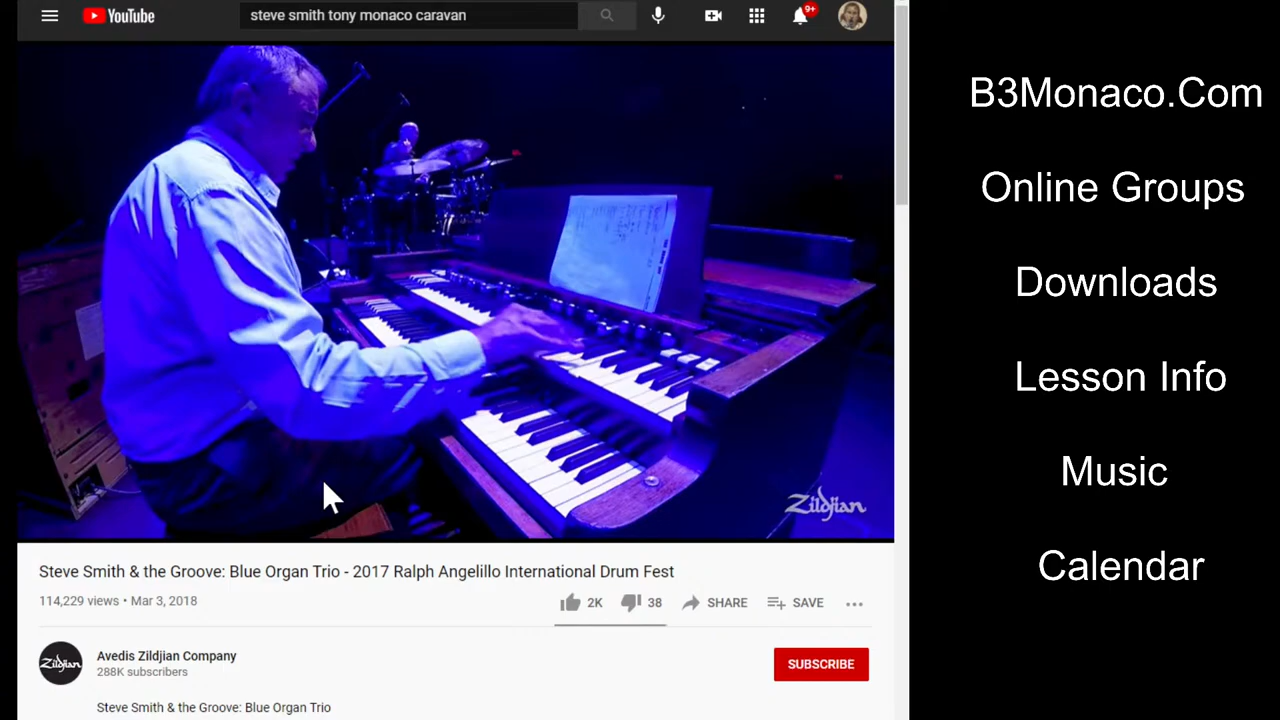 YouTube
steve smith tony monaco caravan
9+
Zildjian
Steve Smith & the Groove: Blue Organ Trio - 2017 Ralph Angelillo International Drum Fest
114,229 views • Mar 3, 2018
2K
38
SHARE
SAVE
Zildjian
Avedis Zildjian Company
288K subscribers
SUBSCRIBE
Steve Smith & the Groove: Blue Organ Trio
B3Monaco.Com
Online Groups
Downloads
Lesson Info
Music
Calendar